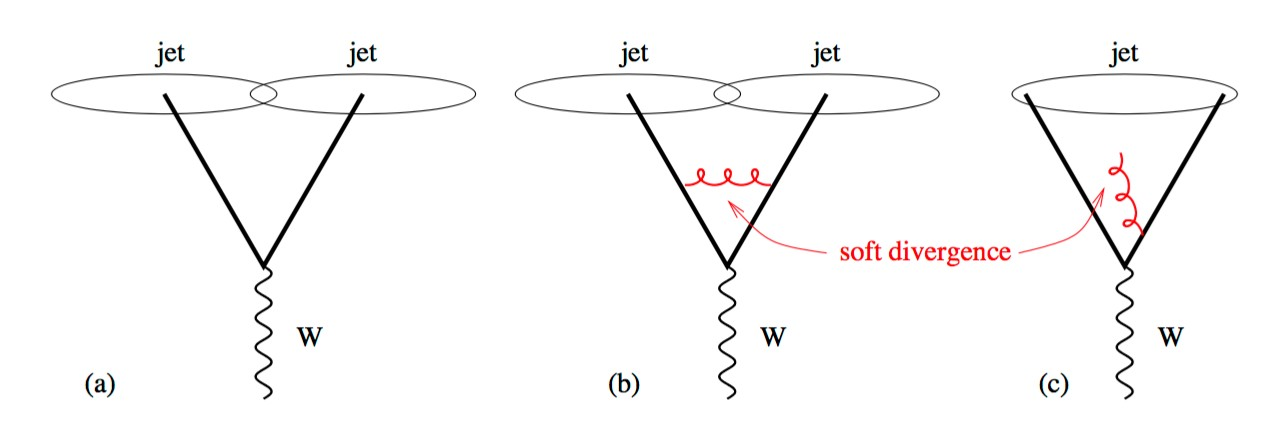 jet jet
jet jet
jet
soft divergence
W
W
W
(a)
(b)
(c)